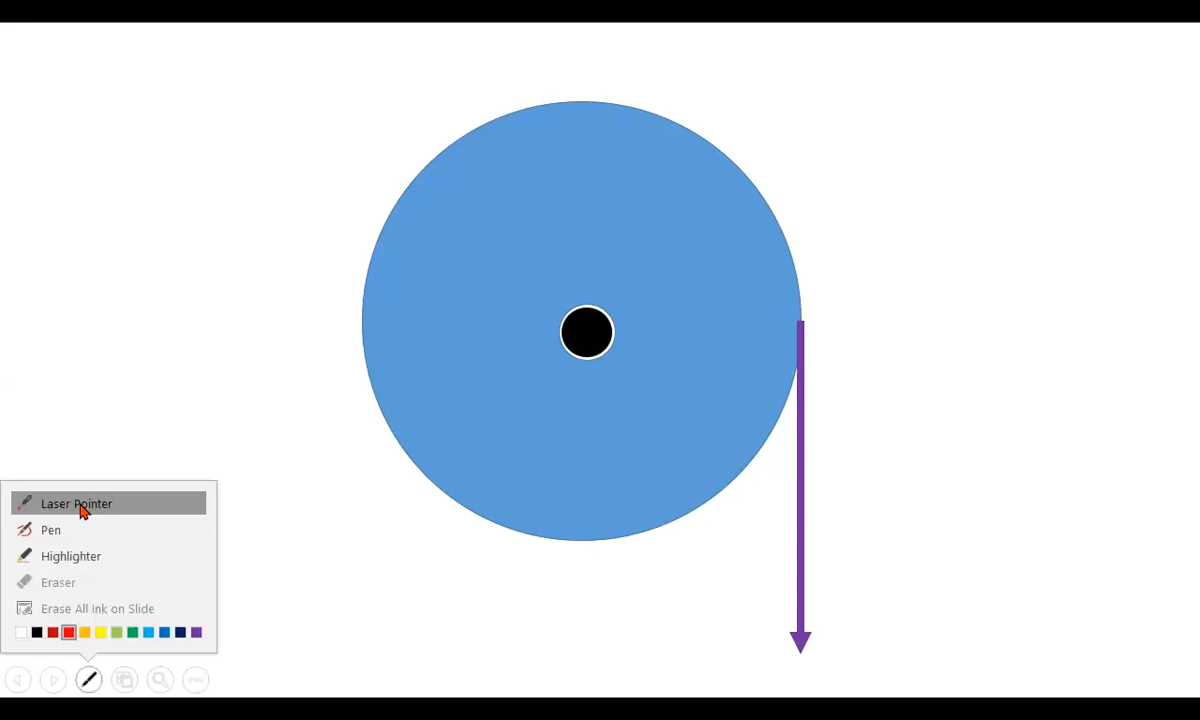 Laser Pointer
Pen
Highlighter
Eraser
Erase All Ink on Slide